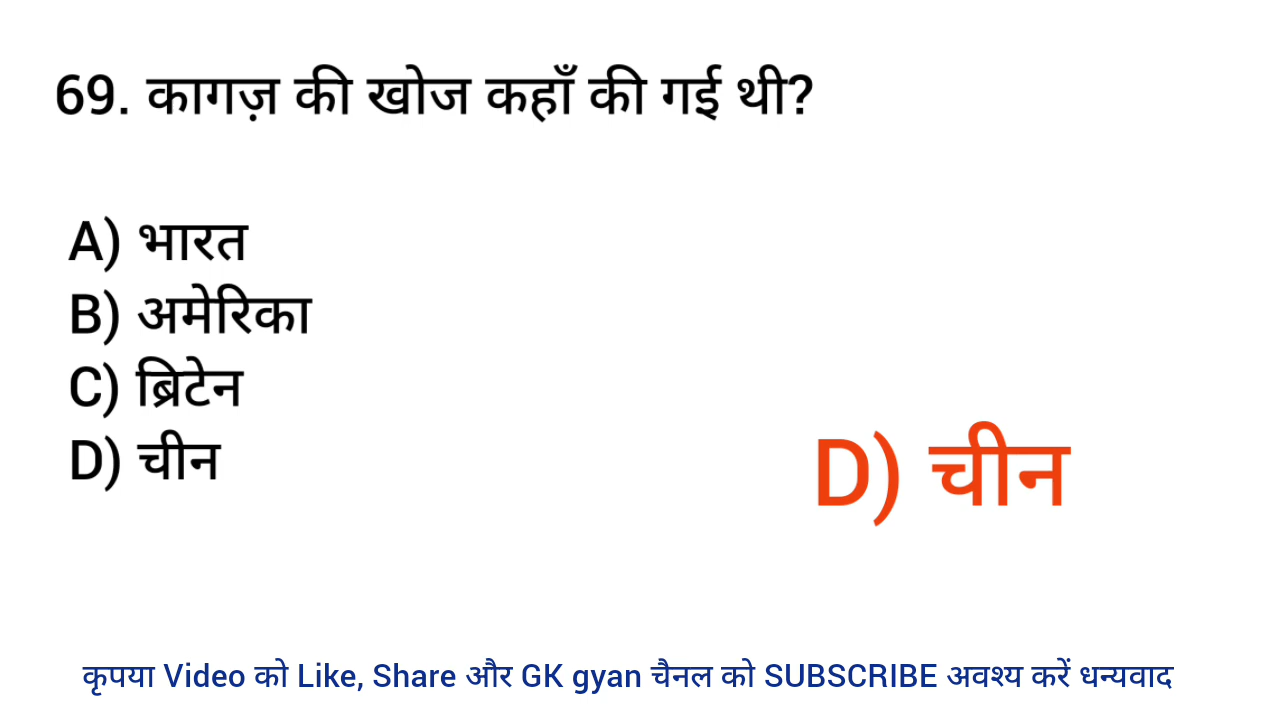 69. कागज़ की खोज कहाँ की गई थी?
A) भारत
B) अमेरिका
C) ब्रिटेन
D) चीन
D) चीन
कृपया Video को Like, Share और GK gyan चैनल को SUBSCRIBE अवश्य करें धन्यवाद